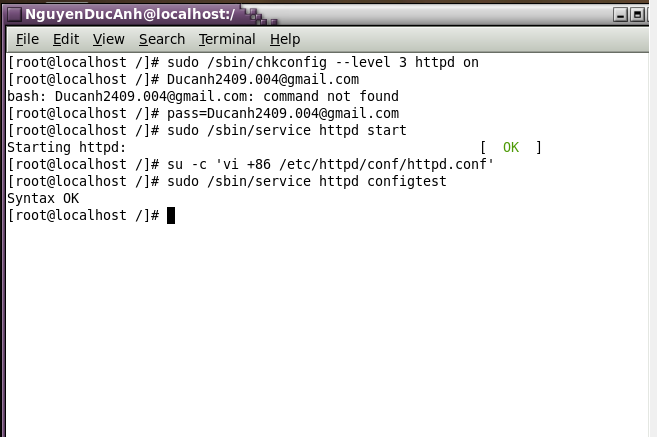 NguyenDucAnh@localhost:/
File Edit View Search Terminal Help
[root@localhost /]# sudo /sbin/chkconfig --level 3 httpd on
[root@localhost /]# Ducanh2409.004@gmail.com
bash: Ducanh2409.004@gmail.com: command not found
[root@localhost /]# pass=Ducanh2409.004@gmail.com
[root@localhost /]# sudo /sbin/service httpd start
Starting httpd: [ OK ]
[root@localhost /]# su -c 'vi +86 /etc/httpd/conf/httpd.conf'
[root@localhost /]# sudo /sbin/service httpd configtest
Syntax OK
[root@localhost /]#